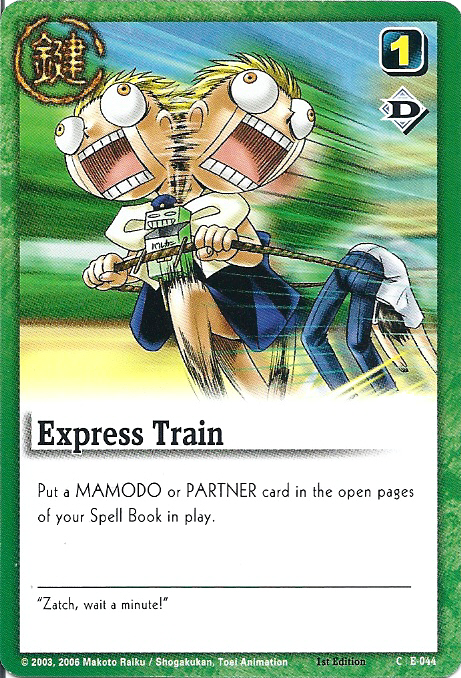 鍵
1
D
Express Train
Put a MAMODO or PARTNER card in the open pages
of your Spell Book in play.
"Zatch, wait a minute!"
© 2003, 2006 Makoto Raiku / Shogakukan, Toei Animation 1st Edition C | E-044